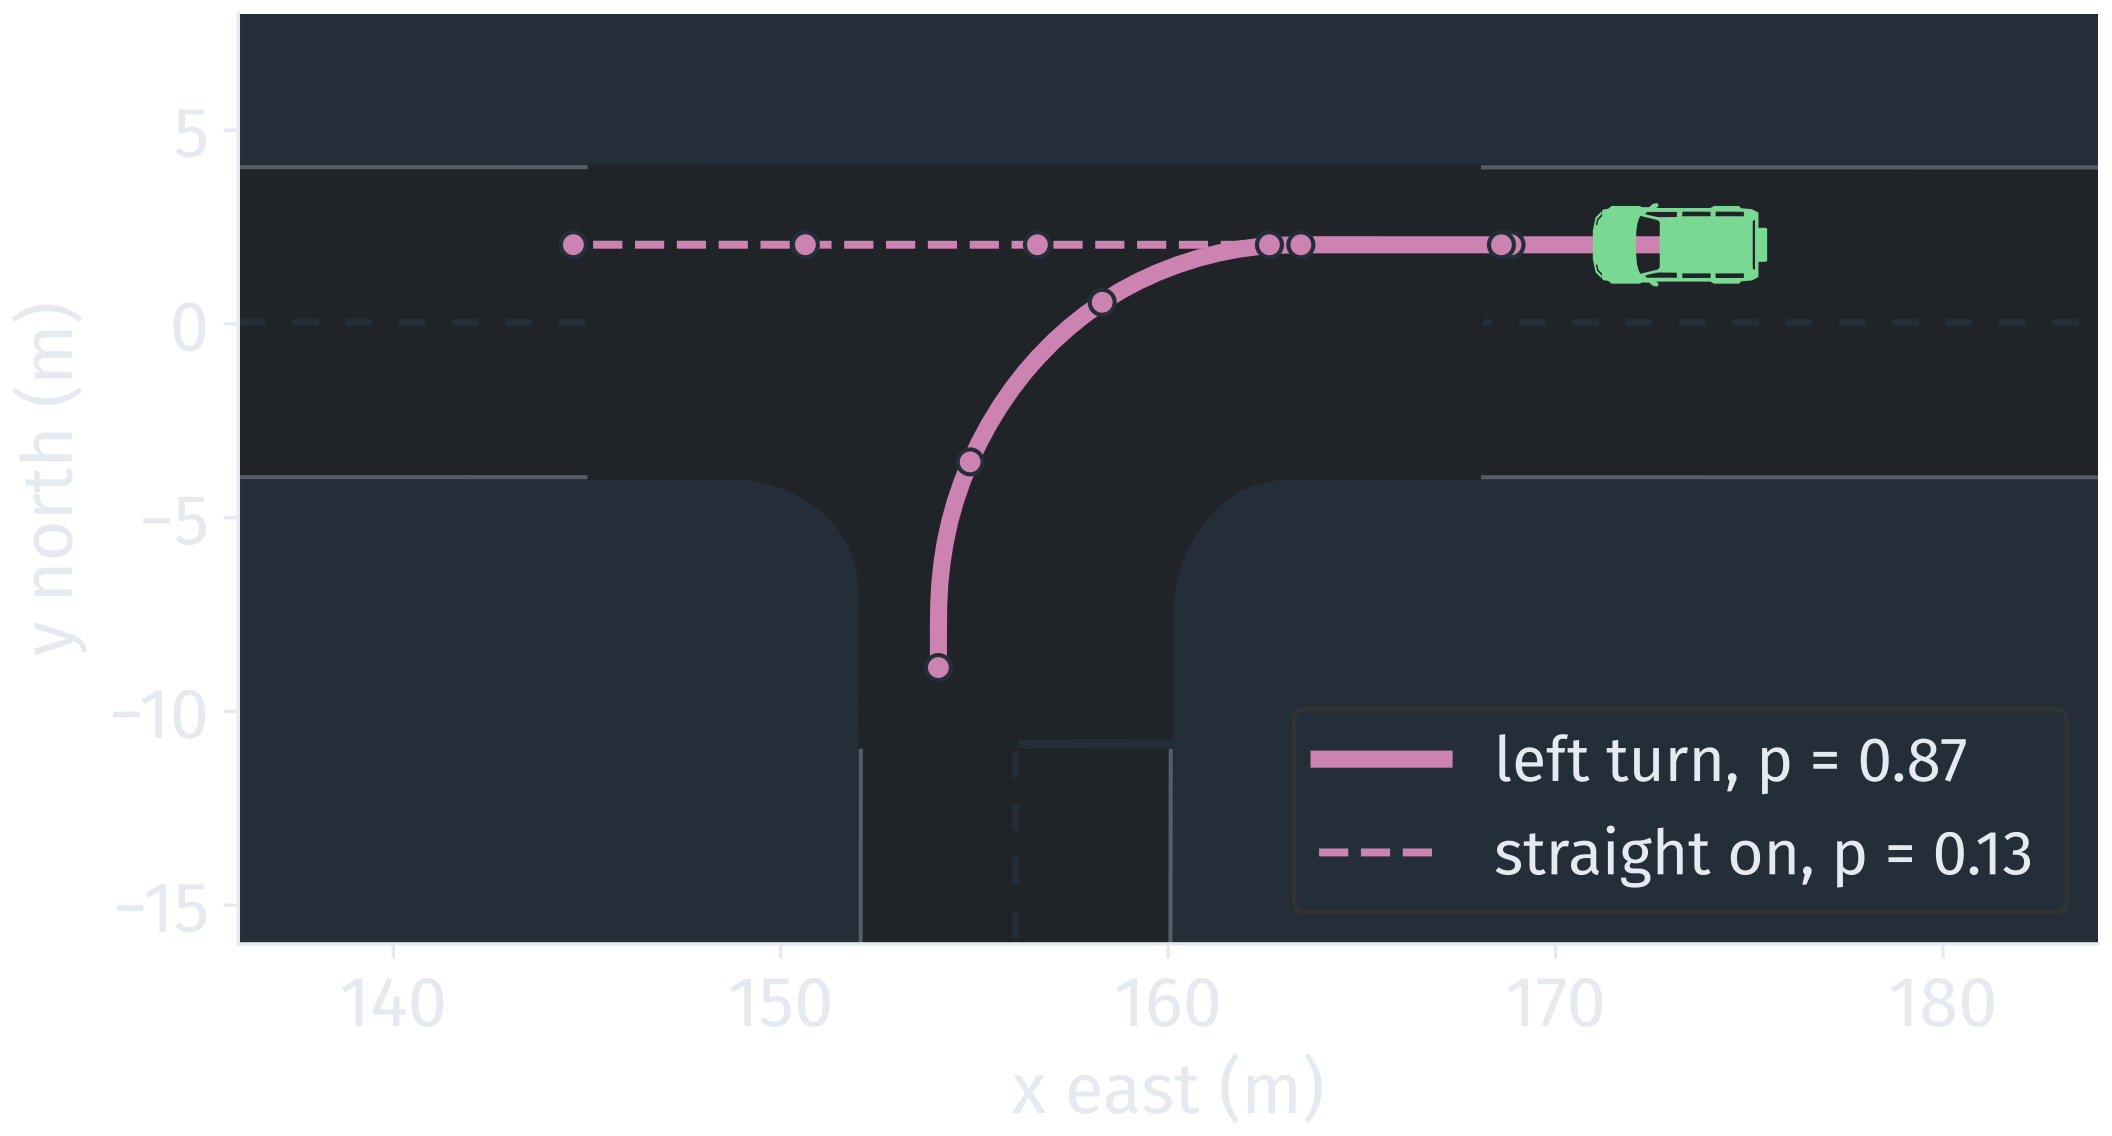 y north (m)
5
0
−5
−10
−15
left turn, p = 0.87
straight on, p = 0.13
140 150 160 170 180
x east (m)